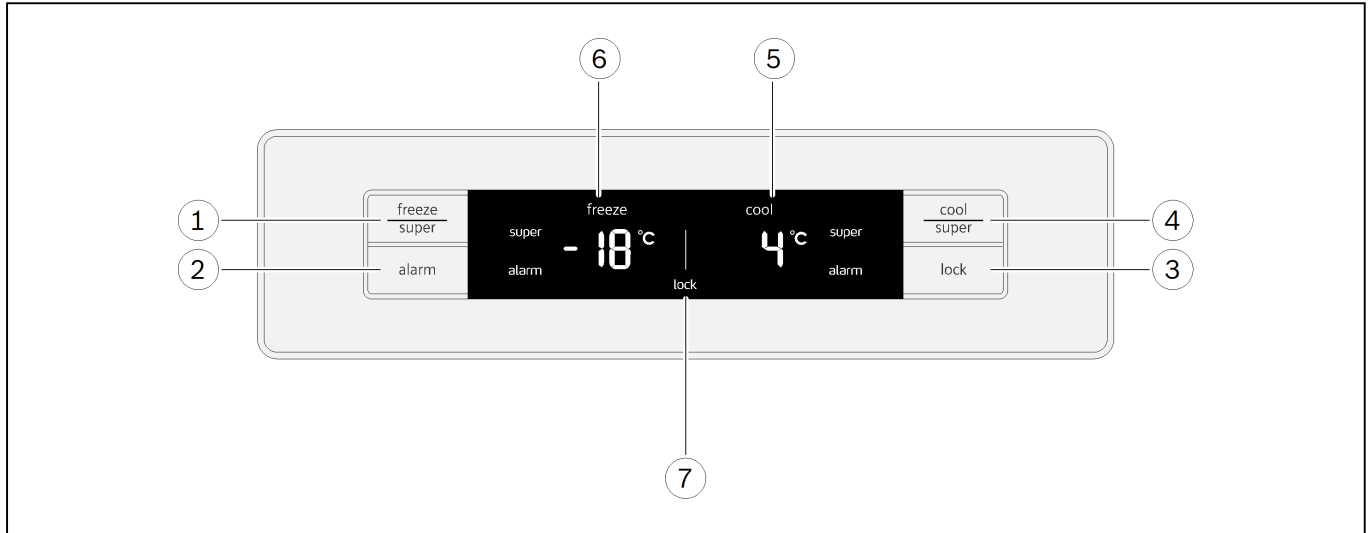 6
5
1
freeze
super
2
alarm
freeze
super
-18 °C
alarm
cool
4 °C
super
alarm
lock
cool
super
4
lock
3
7